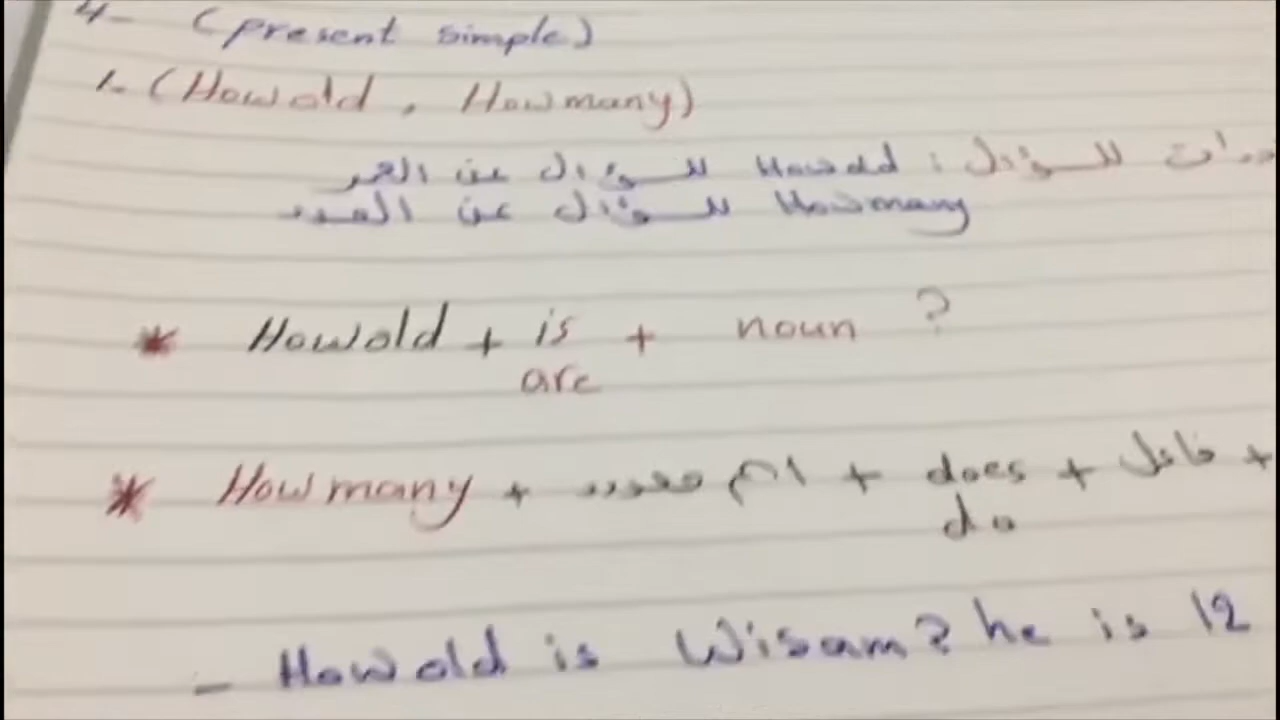 4- (present simple)
1- (How old , How many)
للسؤال : How old للسؤال عن العمر
How many للسؤال عن العدد
* How old + is + noun ?
are
* How many + اسم معدود + does + فاعل +
do
- How old is Wisam? he is 12